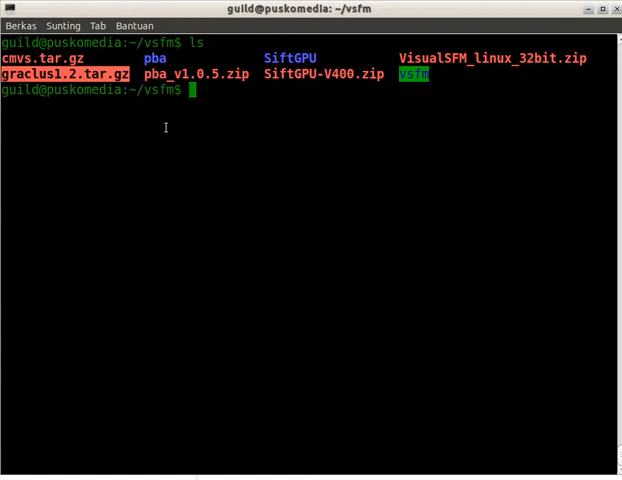 guild@puskomedia: ~/vsfm
Berkas Sunting Tab Bantuan
guild@puskomedia:~/vsfm$ ls
cmvs.tar.gz pba SiftGPU VisualSFM_linux_32bit.zip
graclus1.2.tar.gz pba_v1.0.5.zip SiftGPU-V400.zip vsfm
guild@puskomedia:~/vsfm$